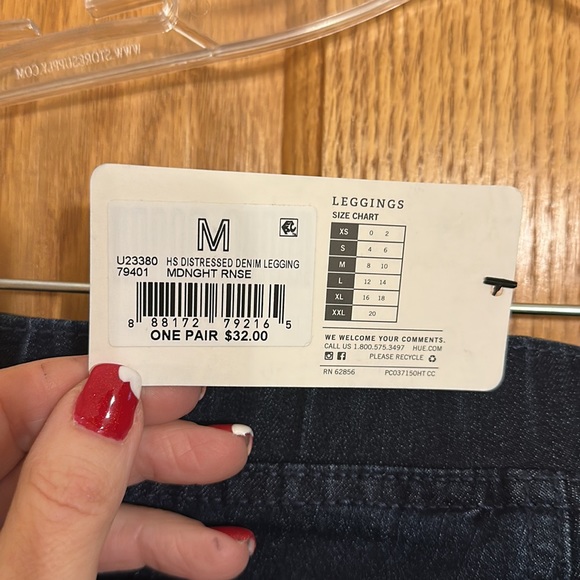 WWW.STORESUPPLY.COM
M
U23380 HS DISTRESSED DENIM LEGGING
79401 MDNGHT RNSE
8 88172 79216 5
ONE PAIR $32.00
LEGGINGS
SIZE CHART
XS 0 2
S 4 6
M 8 10
L 12 14
XL 16 18
XXL 20
WE WELCOME YOUR COMMENTS.
CALL US 1.800.575.3497 HUE.COM
PLEASE RECYCLE
RN 62856 PC037150HT CC